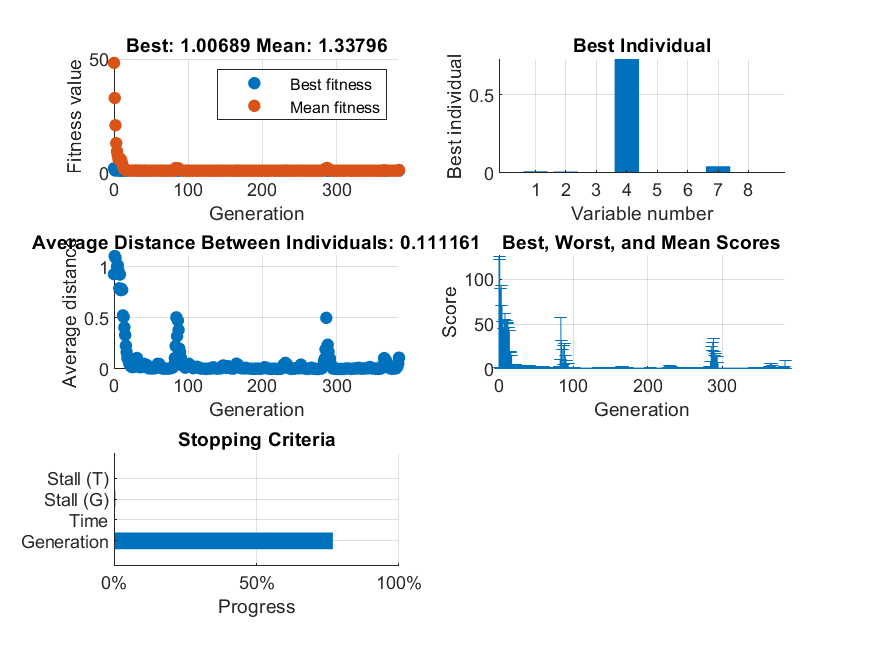 Best: 1.00689 Mean: 1.33796
Fitness value
50
0
Best fitness
Mean fitness
0 100 200 300
Generation
Best Individual
Best individual
0.5
0
1 2 3 4 5 6 7 8
Variable number
Average Distance Between Individuals: 0.111161
Average distance
1
0.5
0
0 100 200 300
Generation
Best, Worst, and Mean Scores
Score
100
50
0
0 100 200 300
Generation
Stopping Criteria
Stall (T)
Stall (G)
Time
Generation
0% 50% 100%
Progress